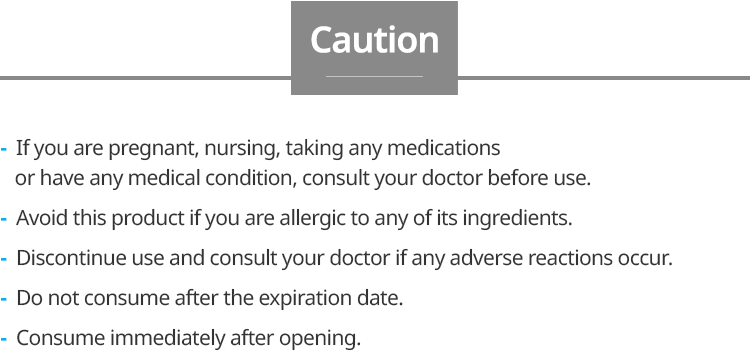 Caution
- If you are pregnant, nursing, taking any medications
or have any medical condition, consult your doctor before use.
- Avoid this product if you are allergic to any of its ingredients.
- Discontinue use and consult your doctor if any adverse reactions occur.
- Do not consume after the expiration date.
- Consume immediately after opening.